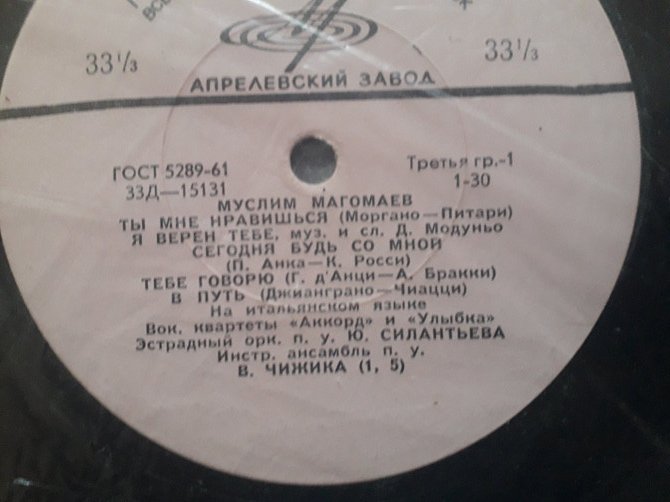 33⅓
33⅓
АПРЕЛЕВСКИЙ ЗАВОД
ГОСТ 5289-61
Третья гр.-1
33Д—15131
1-30
МУСЛИМ МАГОМАЕВ
ТЫ МНЕ НРАВИШЬСЯ (Моргано—Питари)
Я ВЕРЕН ТЕБЕ, муз. и сл. Д. Модуньо
СЕГОДНЯ БУДЬ СО МНОЙ
(П. Анка—К. Росси)
ТЕБЕ ГОВОРЮ (Г. д'Анци—А. Бракки)
В ПУТЬ (Джианграно—Чиацци)
На итальянском языке
Вок. квартеты «Аккорд» и «Улыбка»
Эстрадный орк. п. у. Ю. СИЛАНТЬЕВА
Инстр. ансамбль п. у.
В. ЧИЖИКА (1, 5)